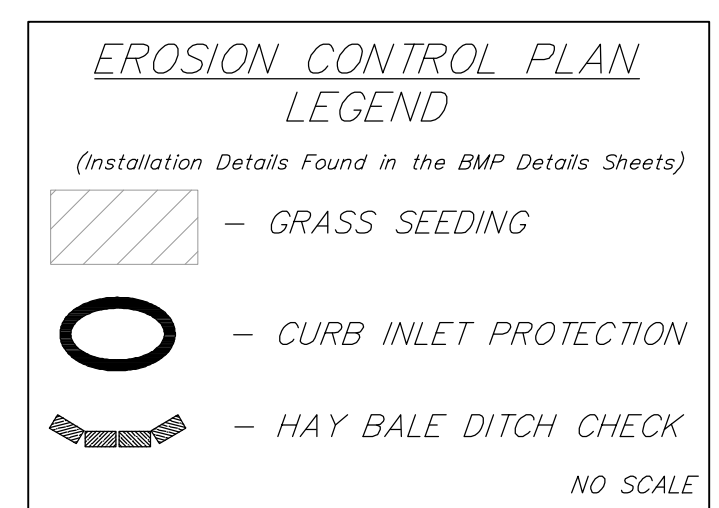 EROSION CONTROL PLAN
LEGEND
(Installation Details Found in the BMP Details Sheets)
- GRASS SEEDING
- CURB INLET PROTECTION
- HAY BALE DITCH CHECK
NO SCALE